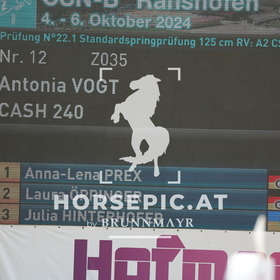 CSN-B Ranshofen
4. - 6. Oktober 2024
Prüfung N°22.1 Standardspringprüfung 125 cm RV: A2 CS
Nr. 12 Z035
Antonia VOGT
CASH 240
1 Anna-Lena PREX
2 Laura
3 Julia HINTERHOFER
HORSEPIC.AT
by BRUNNMAYR